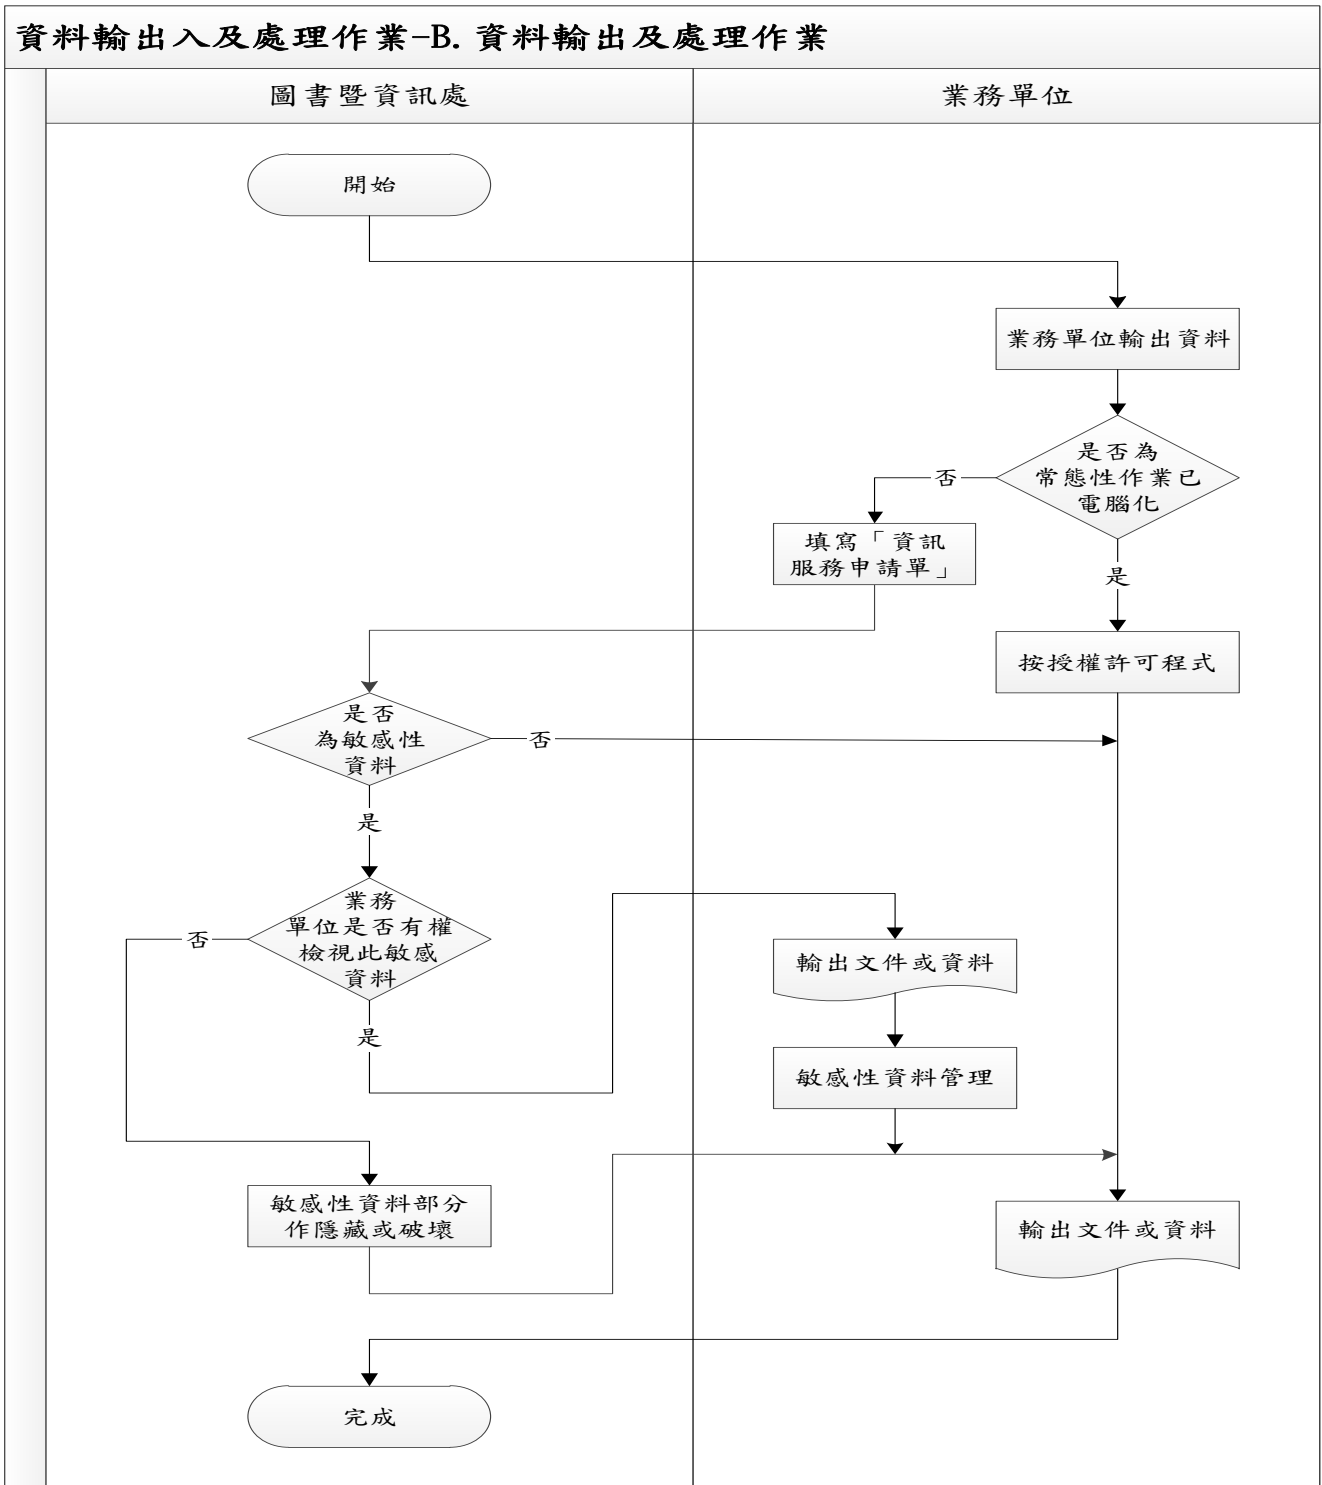 資料輸出入及處理作業-B. 資料輸出及處理作業
圖書暨資訊處
業務單位
開始
業務單位輸出資料
是否為
常態性作業已
電腦化
否
填寫「資訊
服務申請單」
是
按授權許可程式
是否
為敏感性
資料
否
是
業務
單位是否有權
檢視此敏感
資料
否
是
輸出文件或資料
敏感性資料管理
敏感性資料部分
作隱藏或破壞
輸出文件或資料
完成